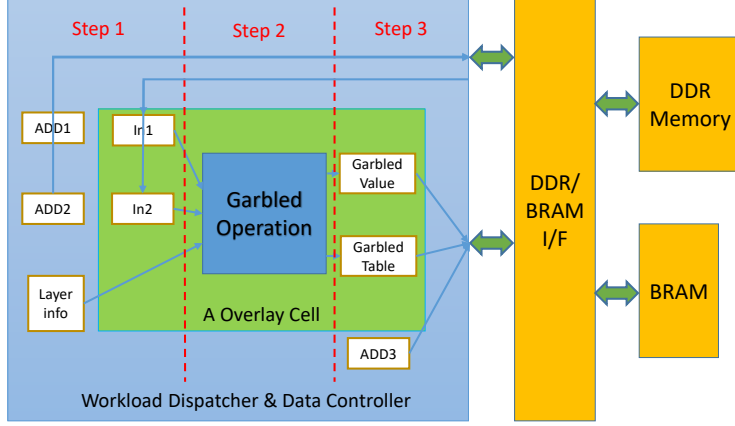 Step 1
Step 2
Step 3
ADD1
In1
ADD2
In2
Layer
info
Garbled
Operation
Garbled
Value
Garbled
Table
A Overlay Cell
ADD3
Workload Dispatcher & Data Controller
DDR/
BRAM
I/F
DDR
Memory
BRAM